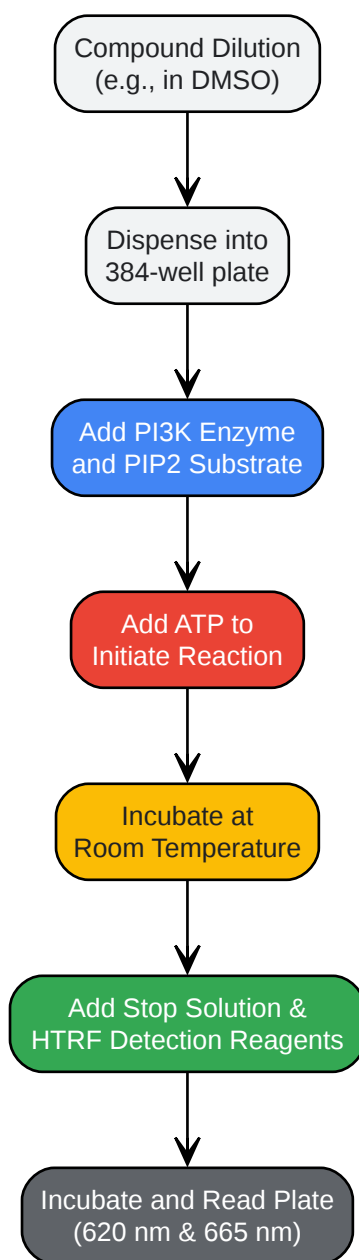 Compound Dilution
(e.g., in DMSO)
Dispense into
384-well plate
Add PI3K Enzyme
and PIP2 Substrate
Add ATP to
Initiate Reaction
Incubate at
Room Temperature
Add Stop Solution &
HTRF Detection Reagents
Incubate and Read Plate
(620 nm & 665 nm)